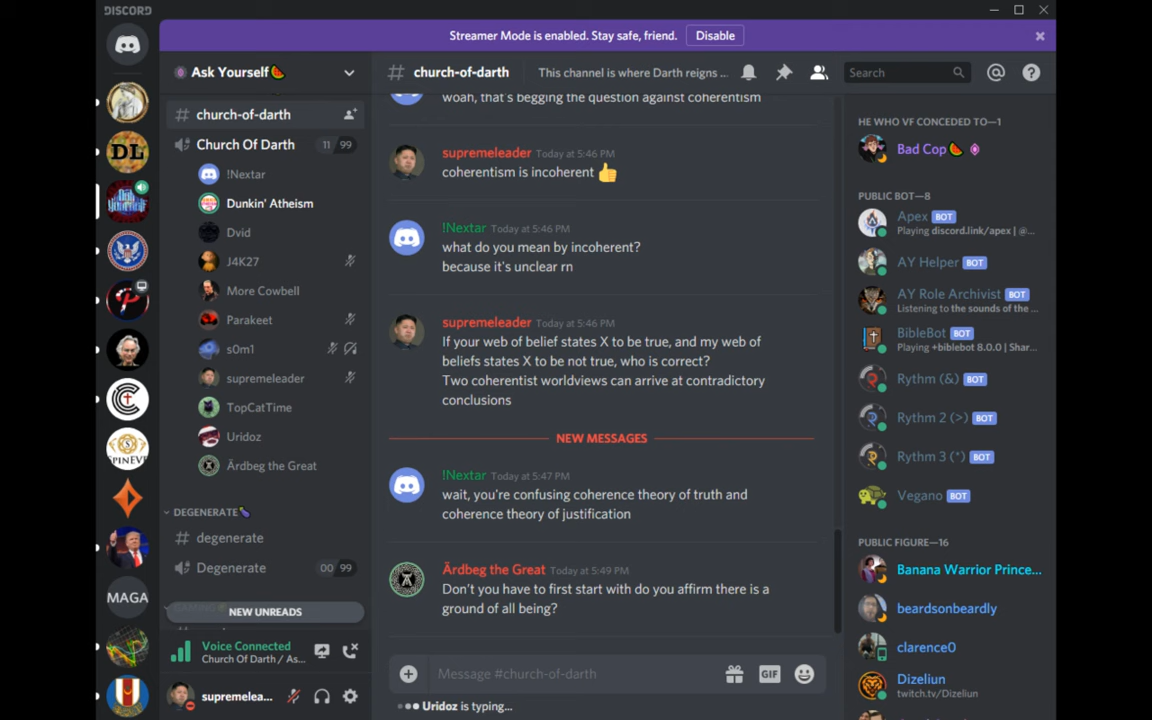 DISCORD
Streamer Mode is enabled. Stay safe, friend.
Disable
Ask Yourself🍉
# church-of-darth
This channel is where Darth reigns ...
Search
DL
MAGA
# church-of-darth
Church Of Darth 11 99
!Nextar
Dunkin' Atheism
Dvid
J4K27
More Cowbell
Parakeet
s0m1
supremeleader
TopCatTime
Uridoz
Ärdbeg the Great
DEGENERATE🍆
# degenerate
Degenerate 00 99
NEW UNREADS
Voice Connected
Church Of Darth / As...
supremelea...
woah, that's begging the question against coherentism
supremeleader Today at 5:46 PM
coherentism is incoherent 👍
!Nextar Today at 5:46 PM
what do you mean by incoherent?
because it's unclear rn
supremeleader Today at 5:46 PM
If your web of belief states X to be true, and my web of
beliefs states X to be not true, who is correct?
Two coherentist worldviews can arrive at contradictory
conclusions
NEW MESSAGES
!Nextar Today at 5:47 PM
wait, you're confusing coherence theory of truth and
coherence theory of justification
Ärdbeg the Great Today at 5:49 PM
Don't you have to first start with do you affirm there is a
ground of all being?
Message #church-of-darth
GIF
Uridoz is typing...
HE WHO VF CONCEDED TO—1
Bad Cop🍉
PUBLIC BOT—8
Apex BOT
Playing discord.link/apex | @...
AY Helper BOT
AY Role Archivist BOT
Listening to the sounds of the ...
BibleBot BOT
Playing +biblebot 8.0.0 | Shar...
Rythm (&) BOT
Rythm 2 (>) BOT
Rythm 3 (*) BOT
Vegano BOT
PUBLIC FIGURE—16
Banana Warrior Prince...
beardsonbeardly
clarence0
Dizeliun
twitch.tv/Dizeliun